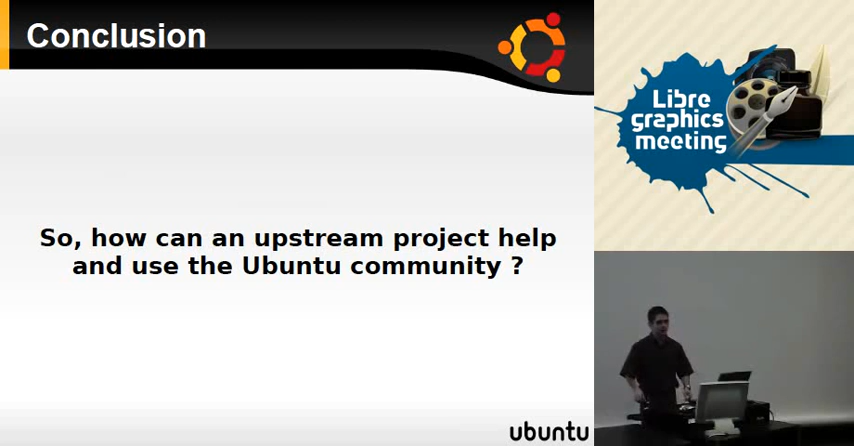 Conclusion
So, how can an upstream project help
and use the Ubuntu community ?
ubuntu
Libre
graphics
meeting